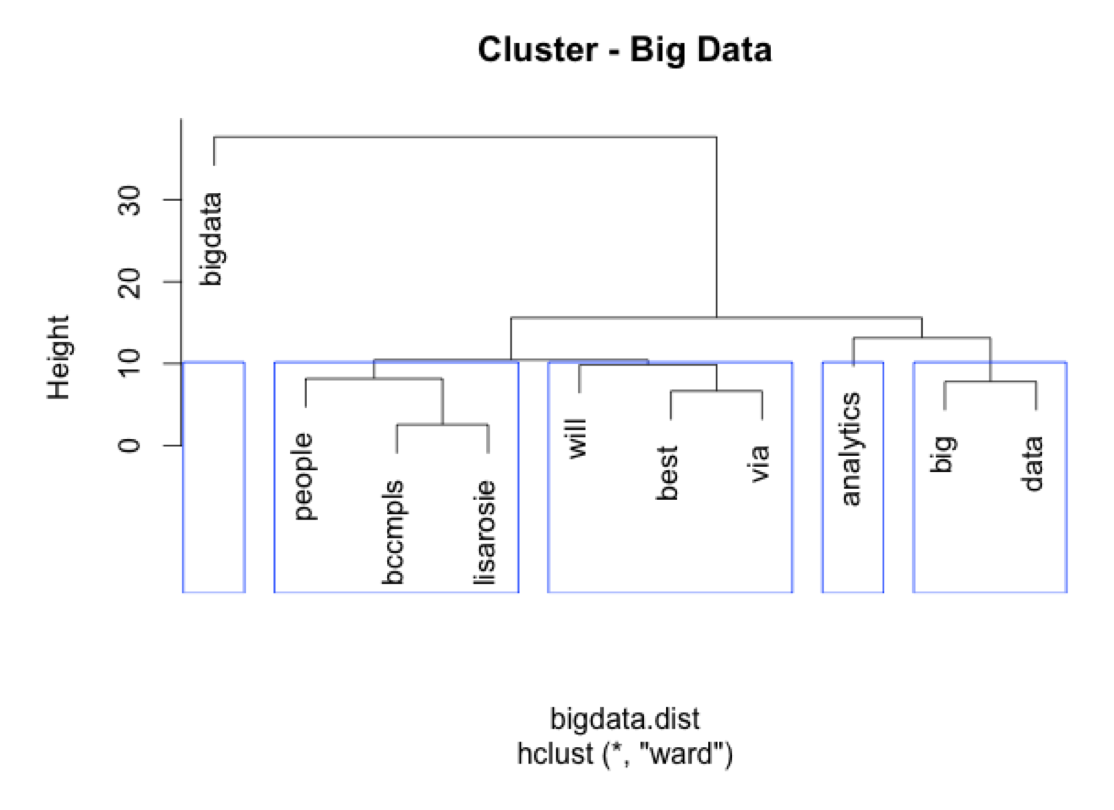 Cluster - Big Data
Height
30
20
10
0
bigdata
people
bccmpls
lisarosie
will
best
via
analytics
big
data
bigdata.dist
hclust (*, "ward")